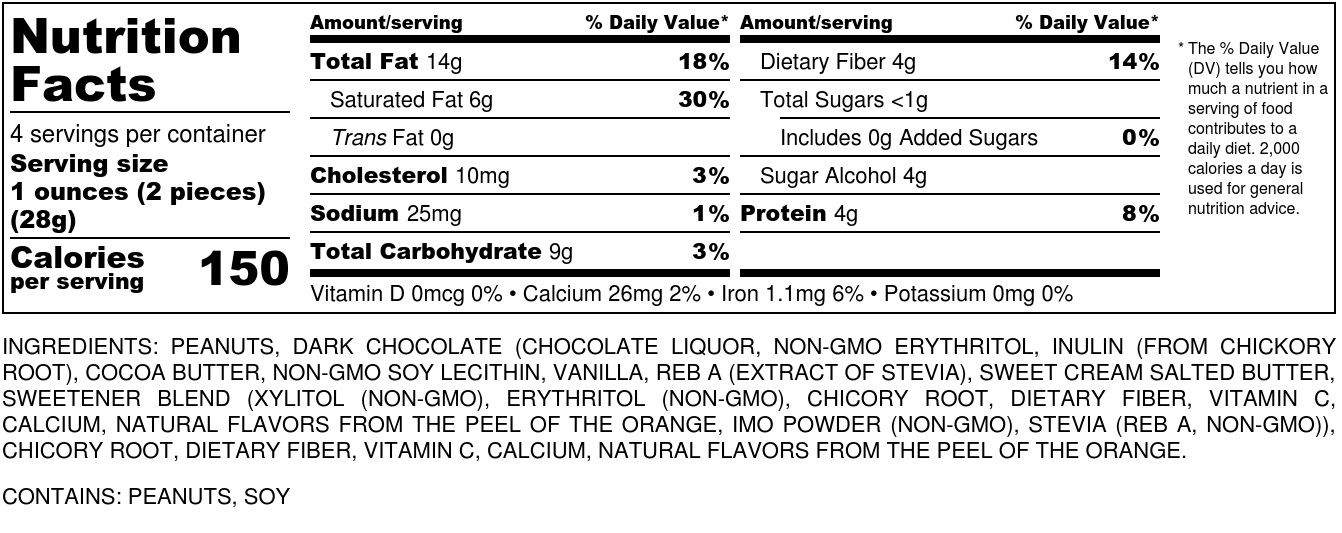 Nutrition
Facts
4 servings per container
Serving size
1 ounces (2 pieces)
(28g)
Calories
per serving 150
Amount/serving % Daily Value*
Total Fat 14g 18%
Saturated Fat 6g 30%
Trans Fat 0g
Cholesterol 10mg 3%
Sodium 25mg 1%
Total Carbohydrate 9g 3%
Amount/serving % Daily Value*
Dietary Fiber 4g 14%
Total Sugars <1g
Includes 0g Added Sugars 0%
Sugar Alcohol 4g
Protein 4g 8%
Vitamin D 0mcg 0% • Calcium 26mg 2% • Iron 1.1mg 6% • Potassium 0mg 0%
* The % Daily Value
(DV) tells you how
much a nutrient in a
serving of food
contributes to a
daily diet. 2,000
calories a day is
used for general
nutrition advice.
INGREDIENTS: PEANUTS, DARK CHOCOLATE (CHOCOLATE LIQUOR, NON-GMO ERYTHRITOL, INULIN (FROM CHICKORY
ROOT), COCOA BUTTER, NON-GMO SOY LECITHIN, VANILLA, REB A (EXTRACT OF STEVIA), SWEET CREAM SALTED BUTTER,
SWEETENER BLEND (XYLITOL (NON-GMO), ERYTHRITOL (NON-GMO), CHICORY ROOT, DIETARY FIBER, VITAMIN C,
CALCIUM, NATURAL FLAVORS FROM THE PEEL OF THE ORANGE, IMO POWDER (NON-GMO), STEVIA (REB A, NON-GMO)),
CHICORY ROOT, DIETARY FIBER, VITAMIN C, CALCIUM, NATURAL FLAVORS FROM THE PEEL OF THE ORANGE.
CONTAINS: PEANUTS, SOY